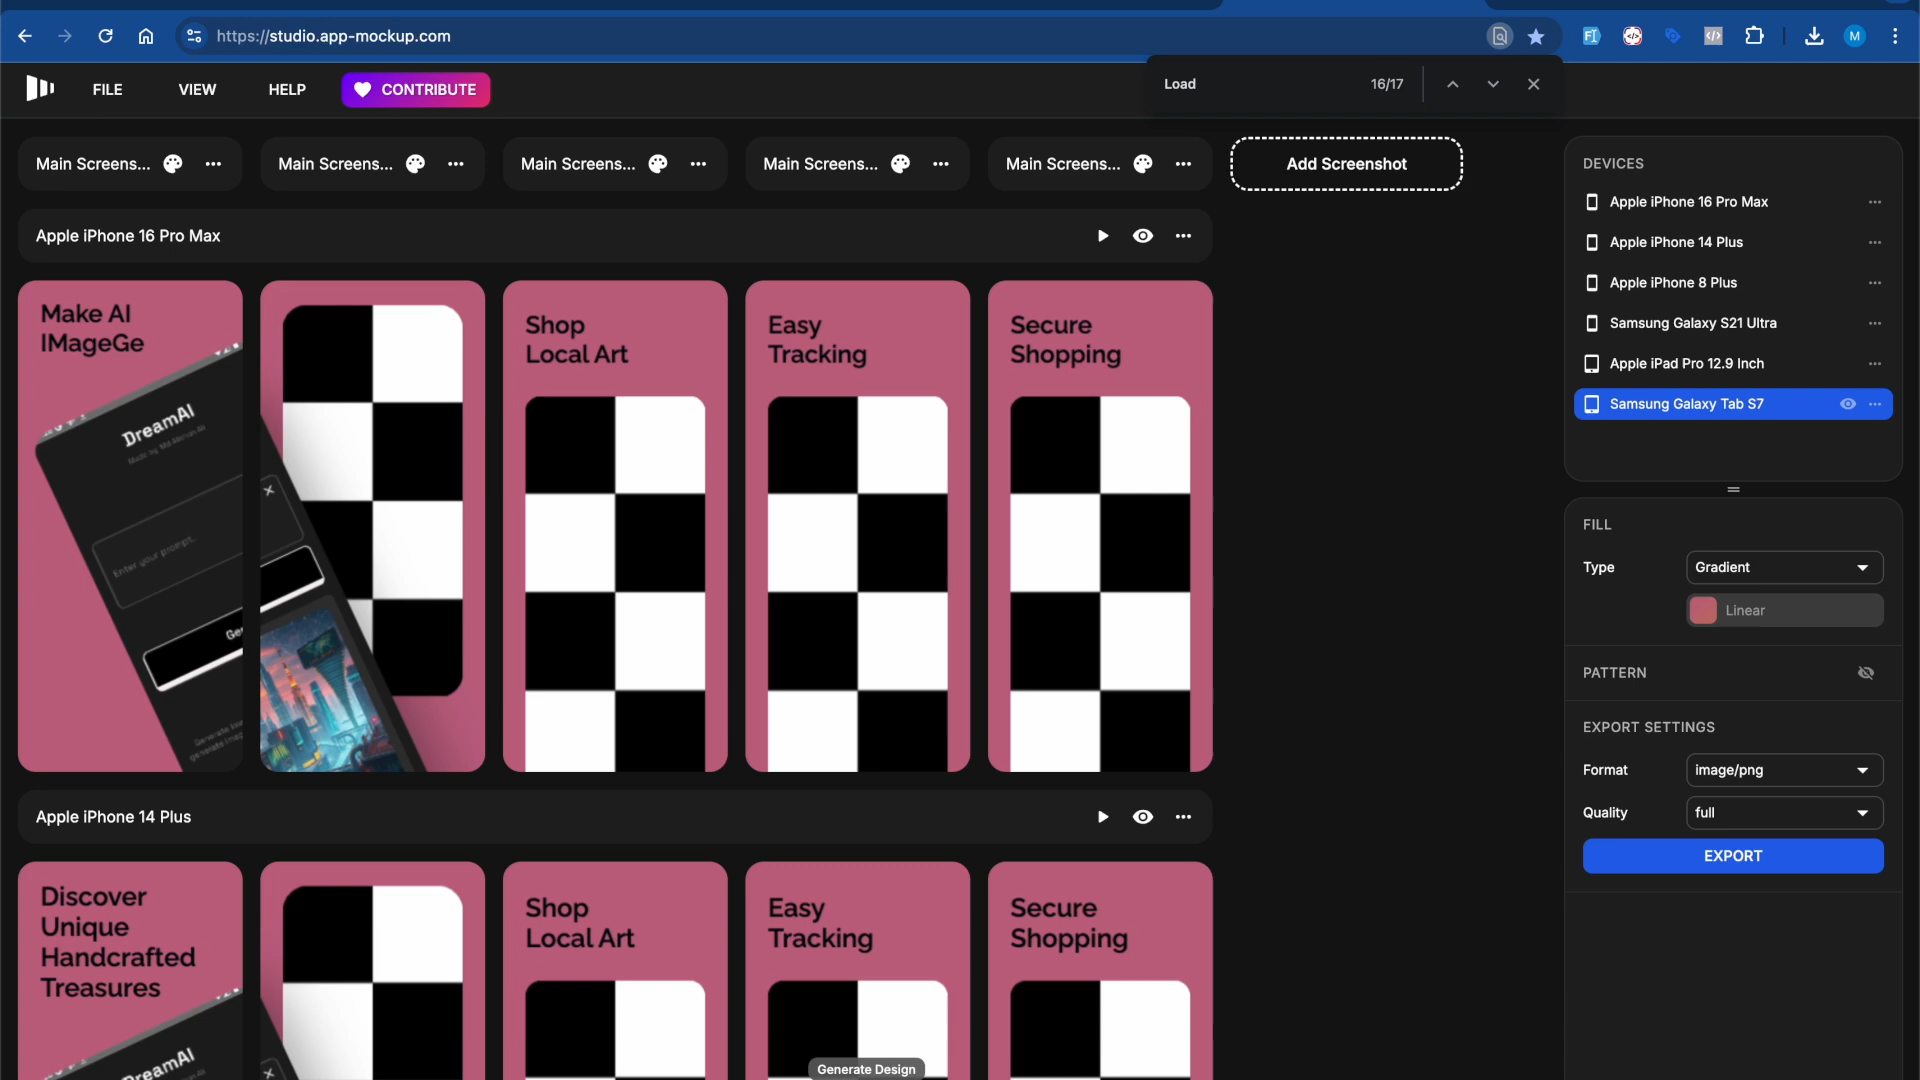 https://studio.app-mockup.com
M
Load
16/17
FILE
VIEW
HELP
CONTRIBUTE
Main Screens...
Main Screens...
Main Screens...
Main Screens...
Main Screens...
Add Screenshot
Apple iPhone 16 Pro Max
Make AI
IMageGe
DreamAI
Enter your prompt...
Ge
Shop
Local Art
Easy
Tracking
Secure
Shopping
Apple iPhone 14 Plus
Discover
Unique
Handcrafted
Treasures
DreamAI
Shop
Local Art
Easy
Tracking
Secure
Shopping
Generate Design
DEVICES
Apple iPhone 16 Pro Max
Apple iPhone 14 Plus
Apple iPhone 8 Plus
Samsung Galaxy S21 Ultra
Apple iPad Pro 12.9 Inch
Samsung Galaxy Tab S7
FILL
Type
Gradient
Linear
PATTERN
EXPORT SETTINGS
Format
image/png
Quality
full
EXPORT